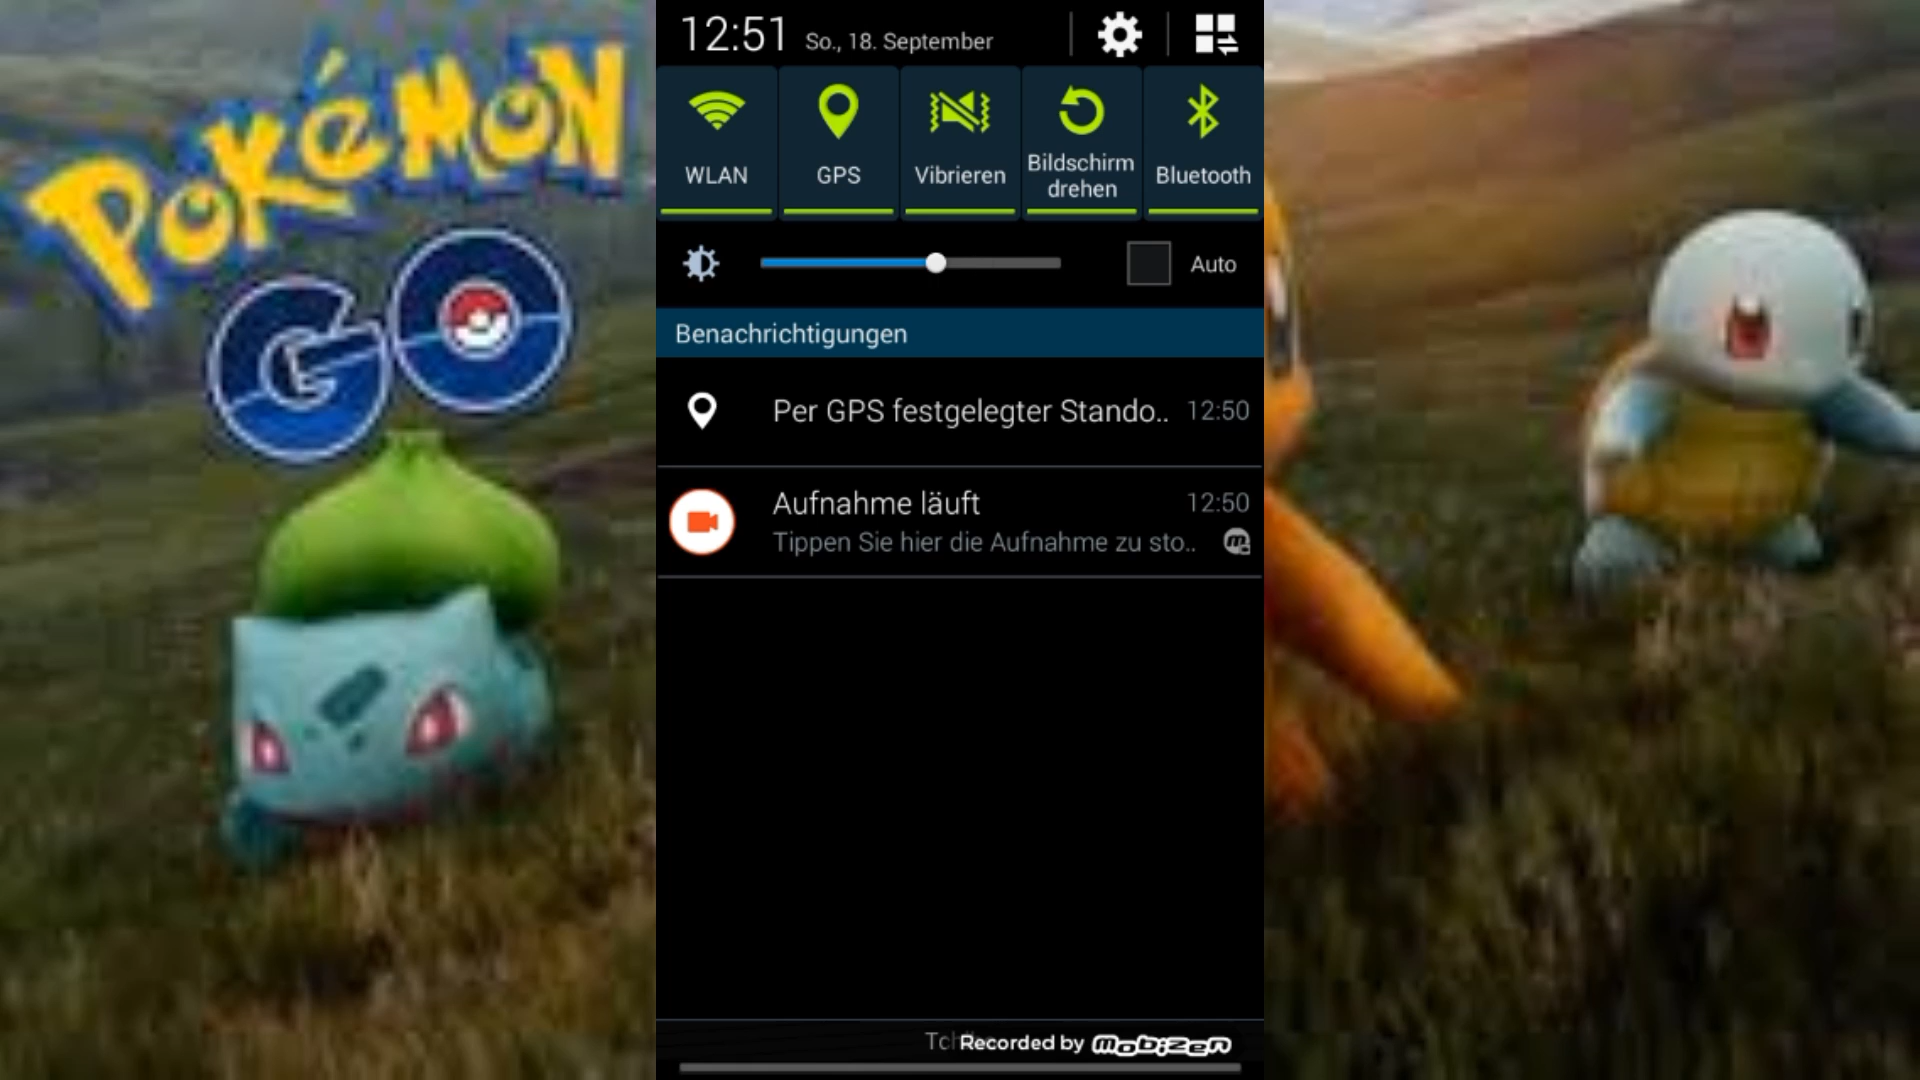 POKÉMON
GO
12:51 So., 18. September
WLAN
GPS
Vibrieren
Bildschirm
drehen
Bluetooth
Auto
Benachrichtigungen
Per GPS festgelegter Stando.. 12:50
Aufnahme läuft 12:50
Tippen Sie hier die Aufnahme zu sto..
Recorded by mobizen